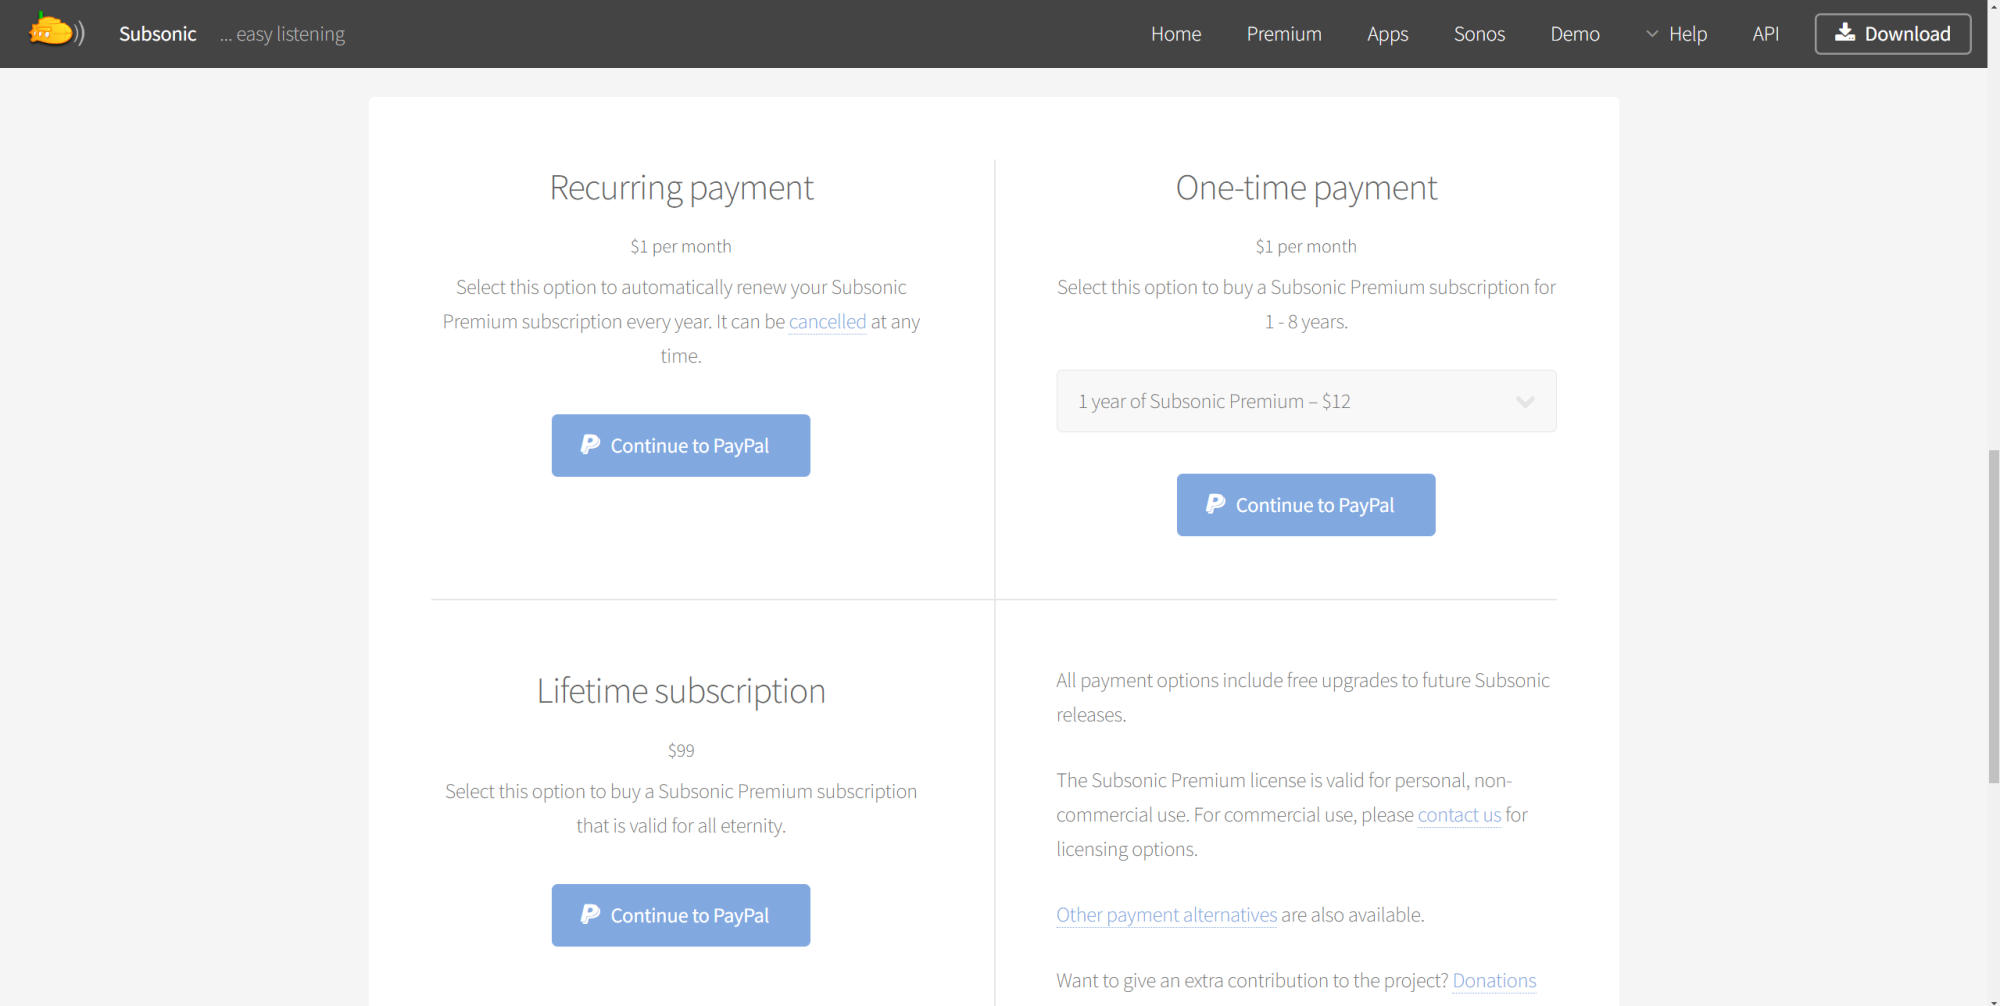 Subsonic ... easy listening
Home Premium Apps Sonos Demo Help API Download
Recurring payment
$1 per month
Select this option to automatically renew your Subsonic
Premium subscription every year. It can be cancelled at any
time.
Continue to PayPal
One-time payment
$1 per month
Select this option to buy a Subsonic Premium subscription for
1 - 8 years.
1 year of Subsonic Premium – $12
Continue to PayPal
Lifetime subscription
$99
Select this option to buy a Subsonic Premium subscription
that is valid for all eternity.
Continue to PayPal
All payment options include free upgrades to future Subsonic
releases.
The Subsonic Premium license is valid for personal, non-
commercial use. For commercial use, please contact us for
licensing options.
Other payment alternatives are also available.
Want to give an extra contribution to the project? Donations